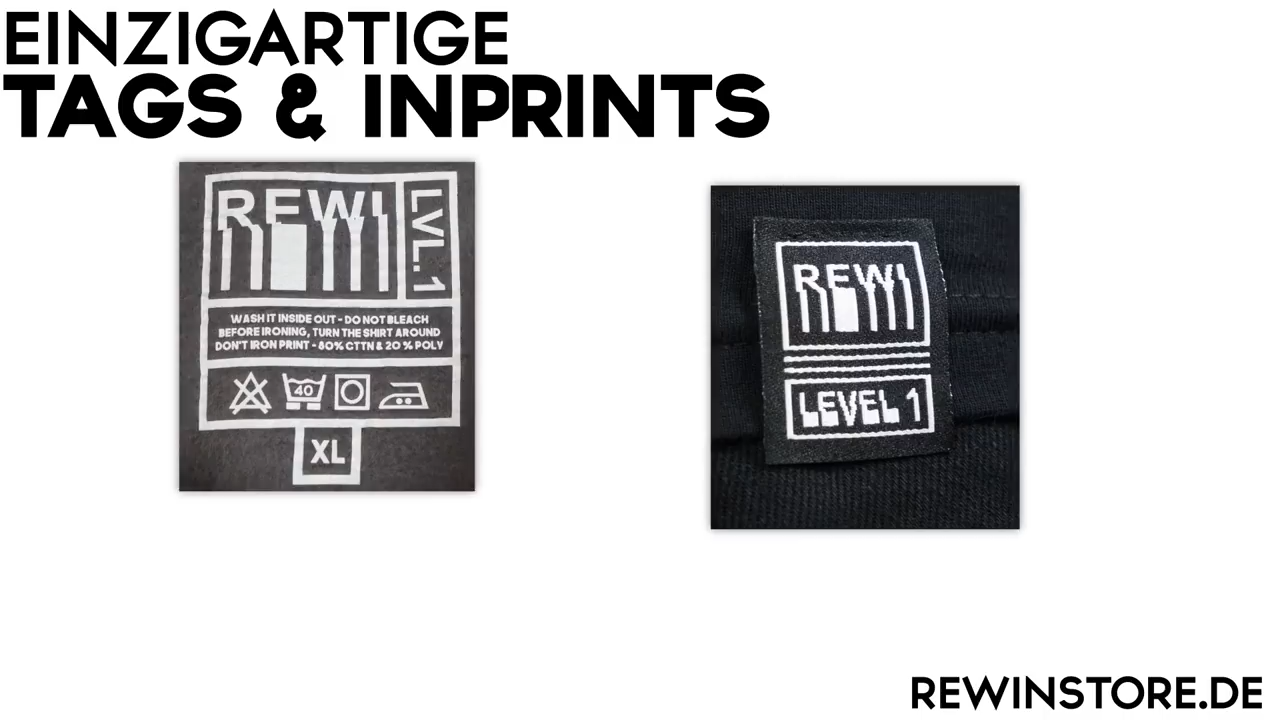 EINZIGARTIGE
TAGS & INPRINTS
REWI
LVL.1
WASH IT INSIDE OUT - DO NOT BLEACH
BEFORE IRONING, TURN THE SHIRT AROUND
DON'T IRON PRINT - 80% CTTN & 20 % POLY
40
XL
REWI
LEVEL 1
REWINSTORE.DE